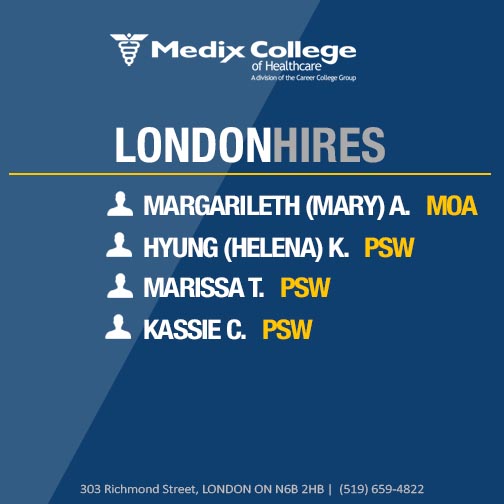 Medix College
of Healthcare
A division of the Career College Group
LONDONHIRES
MARGARILETH (MARY) A. MOA
HYUNG (HELENA) K. PSW
MARISSA T. PSW
KASSIE C. PSW
303 Richmond Street, LONDON ON N6B 2HB | (519) 659-4822